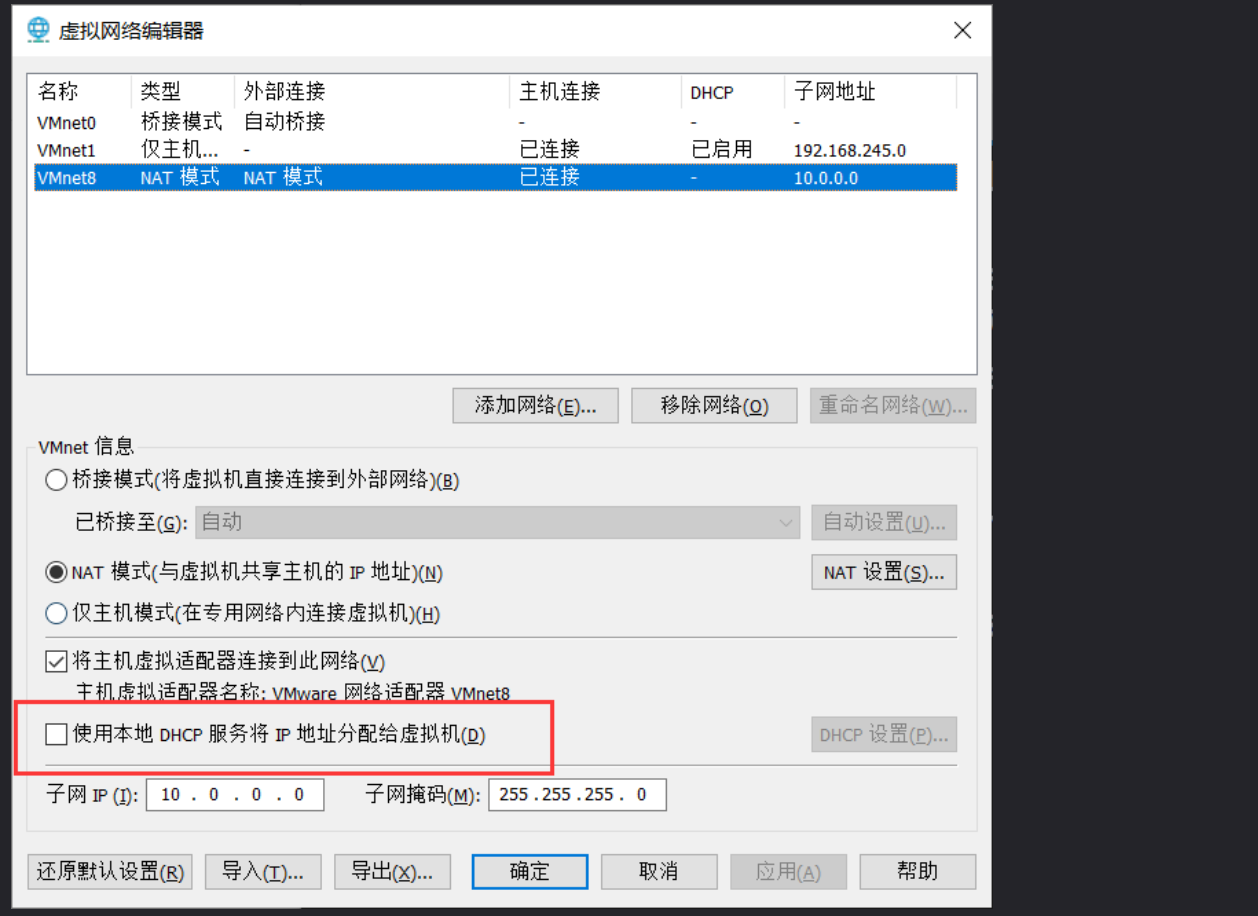 虚拟网络编辑器
名称 类型 外部连接 主机连接 DHCP 子网地址
VMnet0 桥接模式 自动桥接 - - -
VMnet1 仅主机... - 已连接 已启用 192.168.245.0
VMnet8 NAT 模式 NAT 模式 已连接 - 10.0.0.0
添加网络(E)... 移除网络(O) 重命名网络(W)...
VMnet 信息
桥接模式(将虚拟机直接连接到外部网络)(B)
已桥接至(G): 自动 自动设置(U)...
NAT 模式(与虚拟机共享主机的 IP 地址)(N) NAT 设置(S)...
仅主机模式(在专用网络内连接虚拟机)(H)
将主机虚拟适配器连接到此网络(V)
主机虚拟适配器名称: VMware 网络适配器 VMnet8
使用本地 DHCP 服务将 IP 地址分配给虚拟机(D) DHCP 设置(P)...
子网 IP (I): 10 . 0 . 0 . 0 子网掩码(M): 255 . 255 . 255 . 0
还原默认设置(R) 导入(T)... 导出(X)... 确定 取消 应用(A) 帮助